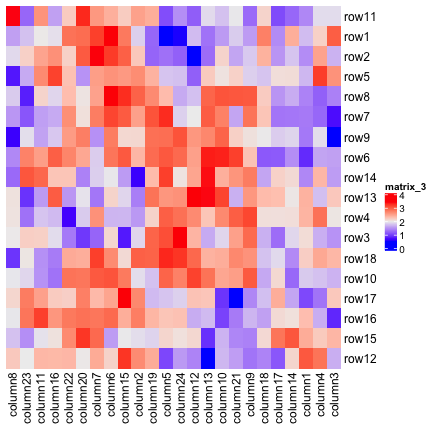 row11
row1
row2
row5
row8
row7
row9
row6
row14
row13
row4
row3
row18
row10
row17
row16
row15
row12
matrix_3
4
3
2
1
0
column8
column23
column11
column16
column22
column20
column7
column6
column15
column2
column19
column5
column24
column12
column13
column10
column21
column9
column18
column17
column14
column1
column4
column3